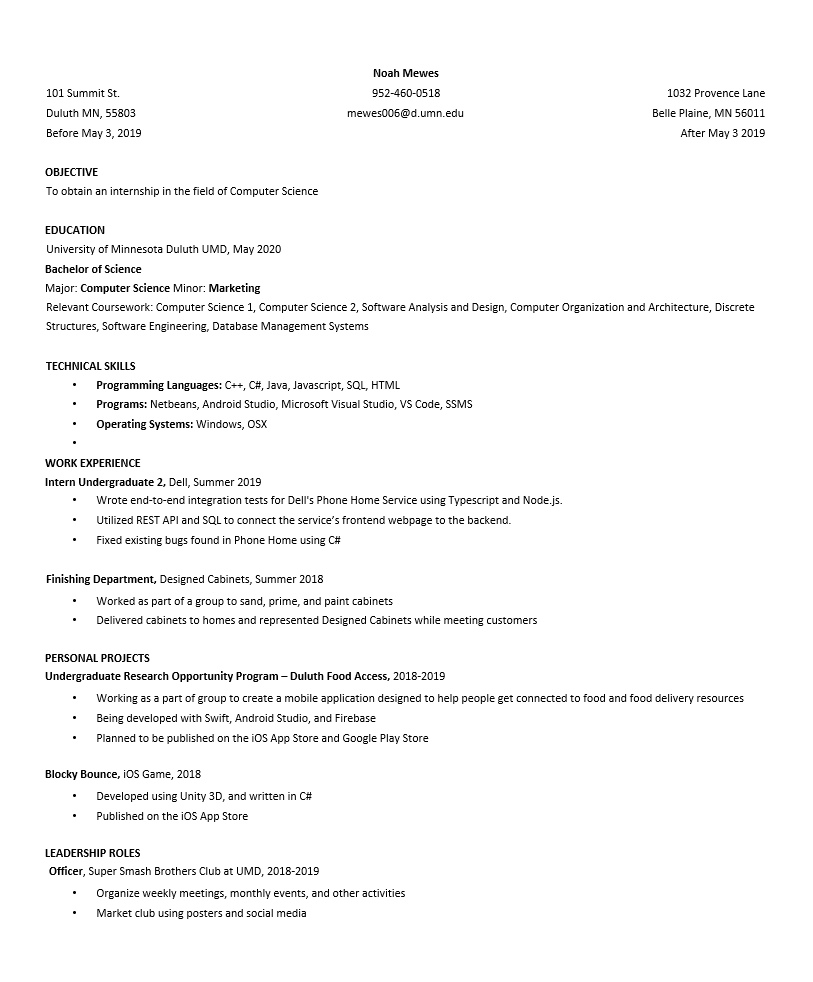 Noah Mewes
101 Summit St. 952-460-0518 1032 Provence Lane
Duluth MN, 55803 mewes006@d.umn.edu Belle Plaine, MN 56011
Before May 3, 2019 After May 3 2019
OBJECTIVE
To obtain an internship in the field of Computer Science
EDUCATION
University of Minnesota Duluth UMD, May 2020
Bachelor of Science
Major: Computer Science Minor: Marketing
Relevant Coursework: Computer Science 1, Computer Science 2, Software Analysis and Design, Computer Organization and Architecture, Discrete
Structures, Software Engineering, Database Management Systems
TECHNICAL SKILLS
• Programming Languages: C++, C#, Java, Javascript, SQL, HTML
• Programs: Netbeans, Android Studio, Microsoft Visual Studio, VS Code, SSMS
• Operating Systems: Windows, OSX
•
WORK EXPERIENCE
Intern Undergraduate 2, Dell, Summer 2019
• Wrote end-to-end integration tests for Dell's Phone Home Service using Typescript and Node.js.
• Utilized REST API and SQL to connect the service’s frontend webpage to the backend.
• Fixed existing bugs found in Phone Home using C#
Finishing Department, Designed Cabinets, Summer 2018
• Worked as part of a group to sand, prime, and paint cabinets
• Delivered cabinets to homes and represented Designed Cabinets while meeting customers
PERSONAL PROJECTS
Undergraduate Research Opportunity Program – Duluth Food Access, 2018-2019
• Working as a part of group to create a mobile application designed to help people get connected to food and food delivery resources
• Being developed with Swift, Android Studio, and Firebase
• Planned to be published on the iOS App Store and Google Play Store
Blocky Bounce, iOS Game, 2018
• Developed using Unity 3D, and written in C#
• Published on the iOS App Store
LEADERSHIP ROLES
Officer, Super Smash Brothers Club at UMD, 2018-2019
• Organize weekly meetings, monthly events, and other activities
• Market club using posters and social media